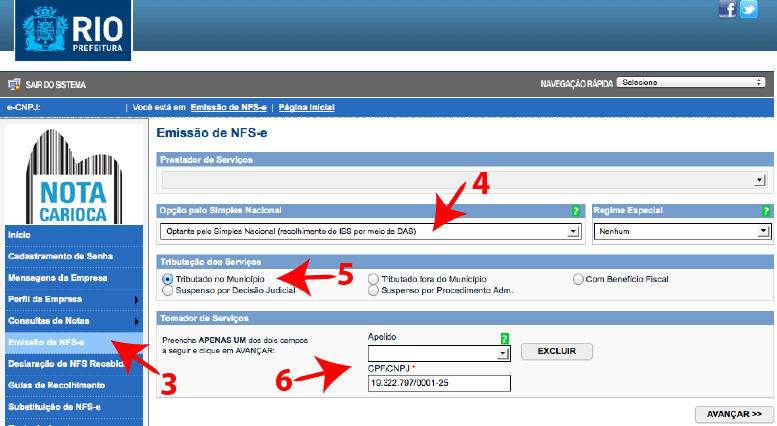 RIO
PREFEITURA
SAIR DO SISTEMA
NAVEGAÇÃO RÁPIDA Selecione
e-CNPJ: | Você está em Emissão de NFS-e | Página Inicial
Emissão de NFS-e
Prestador de Serviços
NOTA
CARIOCA
4
Opção pelo Simples Nacional ? Regime Especial ?
Optante pelo Simples Nacional (recolhimento do ISS por meio de DAS) Nenhum
Início
Cadastramento de Senha
Mensagens da Empresa
Perfil da Empresa
Consultas de Notas
Emissão de NFS-e
Declaração de NFS Recebid
Guias de Recolhimento
Substituição de NFS-e
3
Tributação dos Serviços
Tributado no Município Tributado fora do Município Com Benefício Fiscal
Suspenso por Decisão Judicial Suspenso por Procedimento Adm.
5
Tomador de Serviços
Preencha APENAS UM dos dois campos
a seguir e clique em AVANÇAR:
Apelido ?
EXCLUIR
CPF/CNPJ *
19.322.797/0001-25
6
AVANÇAR >>